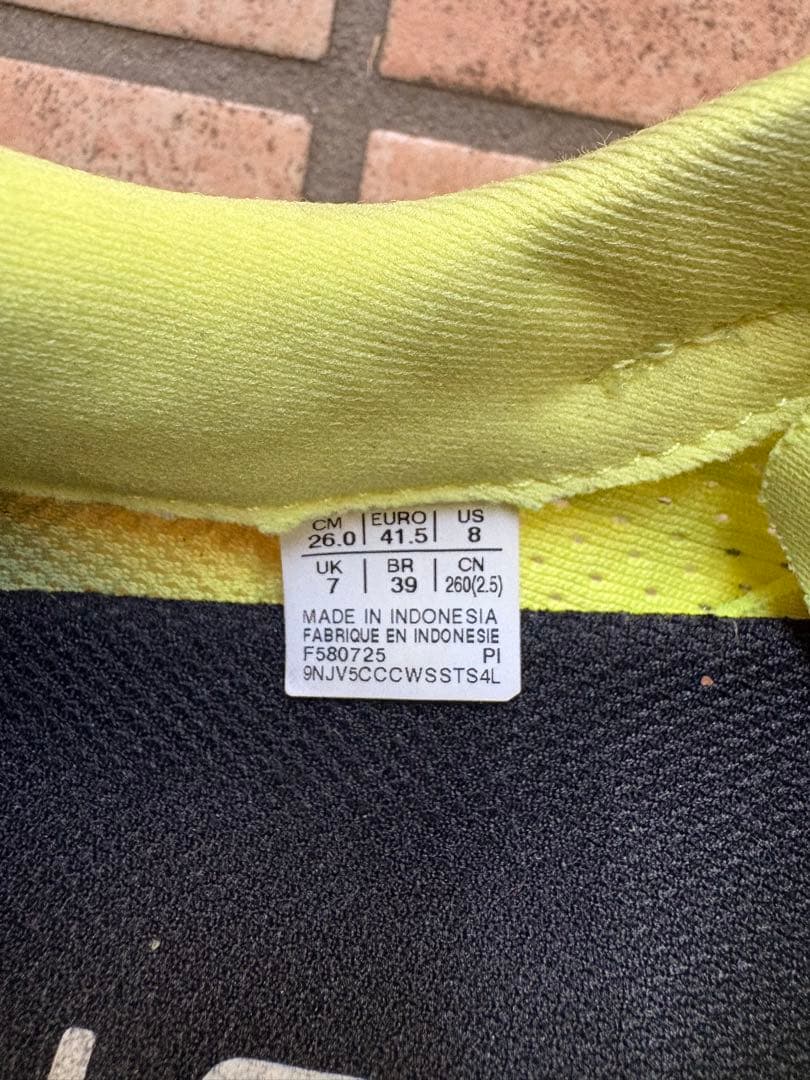 CM | EURO | US
26.0 | 41.5 | 8
UK | BR | CN
7 | 39 | 260(2.5)
MADE IN INDONESIA
FABRIQUE EN INDONESIE
F580725 PI
9NJV5CCCWSSTS4L